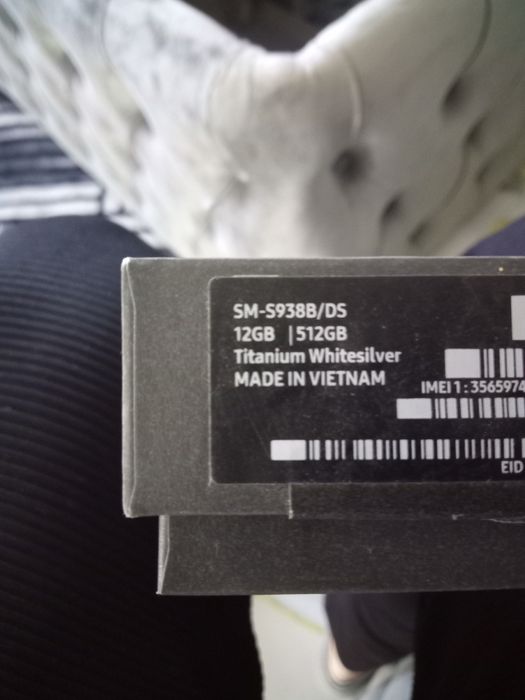 SM-S938B/DS
12GB | 512GB
Titanium Whitesilver
MADE IN VIETNAM
IMEI 1 : 3565974
EID